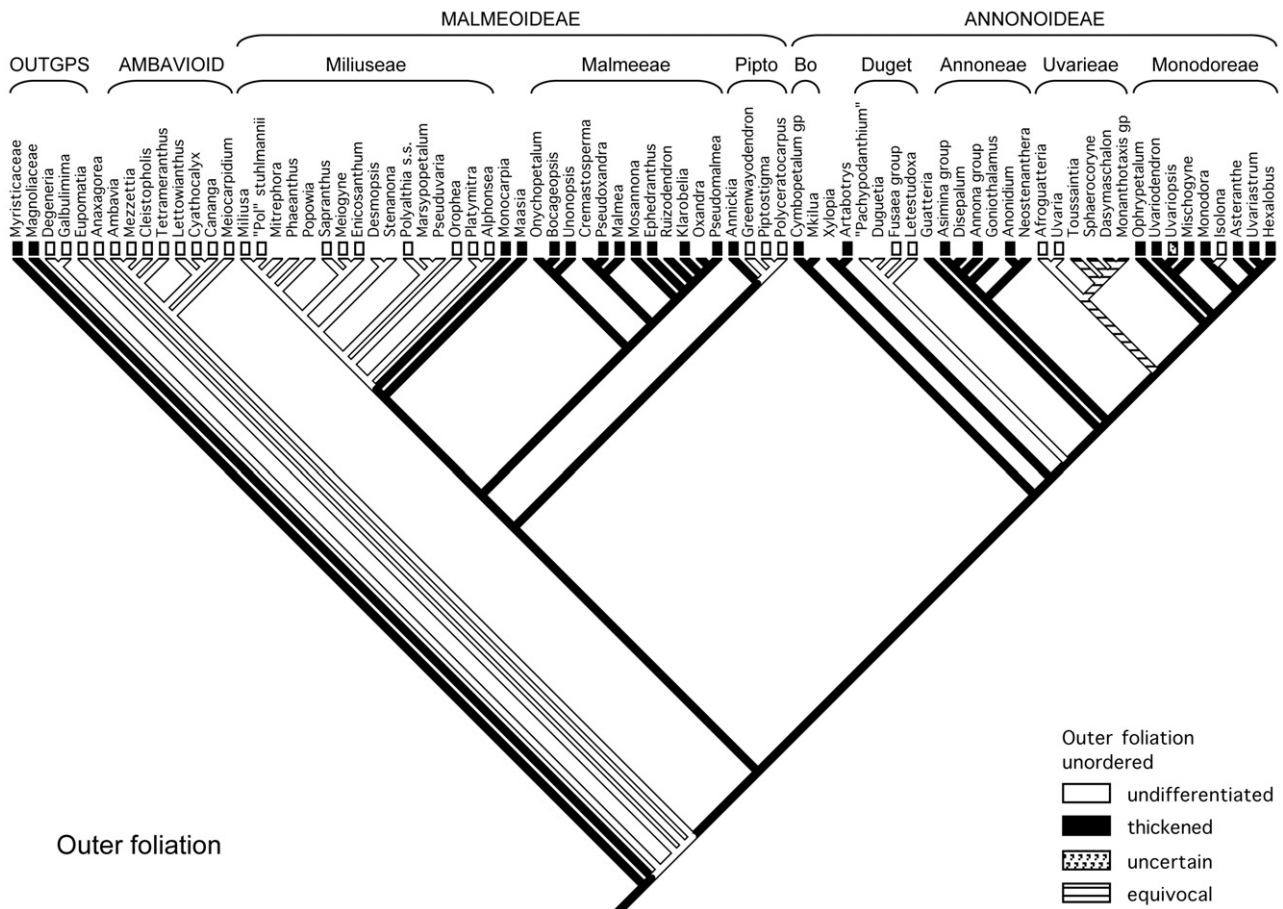 MALMEOIDEAE ANNONOIDEAE
OUTGPS AMBAVIOID Miliuseae Malmeeae Pipto Bo Duget Annoneae Uvarieae Monodoreae
Myristicaceae
Magnoliaceae
Degeneria
Galbulimima
Eupomatia
Anaxagorea
Ambavia
Mezzettia
Cleistopholis
Tetrameranthus
Lettowianthus
Cyathocalyx
Cananga
Meiocarpidium
Miliusa
"Pol" stuhlmannii
Mitrephora
Phaeanthus
Popowia
Sapranthus
Meiogyne
Enicosanthum
Desmopsis
Stenanona
Polyalthia s.s.
Marsypopetalum
Pseuduvaria
Orophea
Platymitra
Alphonsea
Monocarpia
Maasia
Onychopetalum
Bocageopsis
Unonopsis
Cremastosperma
Pseudoxandra
Malmea
Mosannona
Ephedranthus
Ruizodendron
Klarobelia
Oxandra
Pseudomalmea
Annickia
Greenwayodendron
Piptostigma
Polyceratocarpus
Cymbopetalum gp
Mkilua
Xylopia
Artabotrys
"Pachypodanthium"
Duguetia
Fusaea group
Letestudoxa
Guatteria
Asimina group
Disepalum
Annona group
Goniothalamus
Anonidium
Neostenanthera
Afroguatteria
Uvaria
Toussaintia
Sphaerocoryne
Dasymaschalon
Monanthotaxis gp
Ophrypetalum
Uvariodendron
Uvariopsis
Mischogyne
Monodora
Isolona
Asteranthe
Uvariastrum
Hexalobus
Outer foliation
Outer foliation
unordered
undifferentiated
thickened
uncertain
equivocal